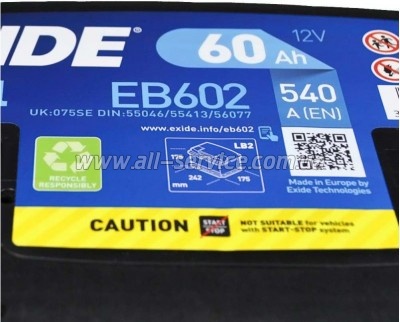 IDE 60 Ah 12V
EB602 540 A (EN)
UK:075SE DIN:55046/55413/56077
www.exide.info/eb602
LB2
175
242
mm
175
RECYCLE
RESPONSIBLY
Made in Europe by
Exide Technologies
www.all-service.com
CAUTION
START STOP
NOT SUITABLE for vehicles
with START-STOP system